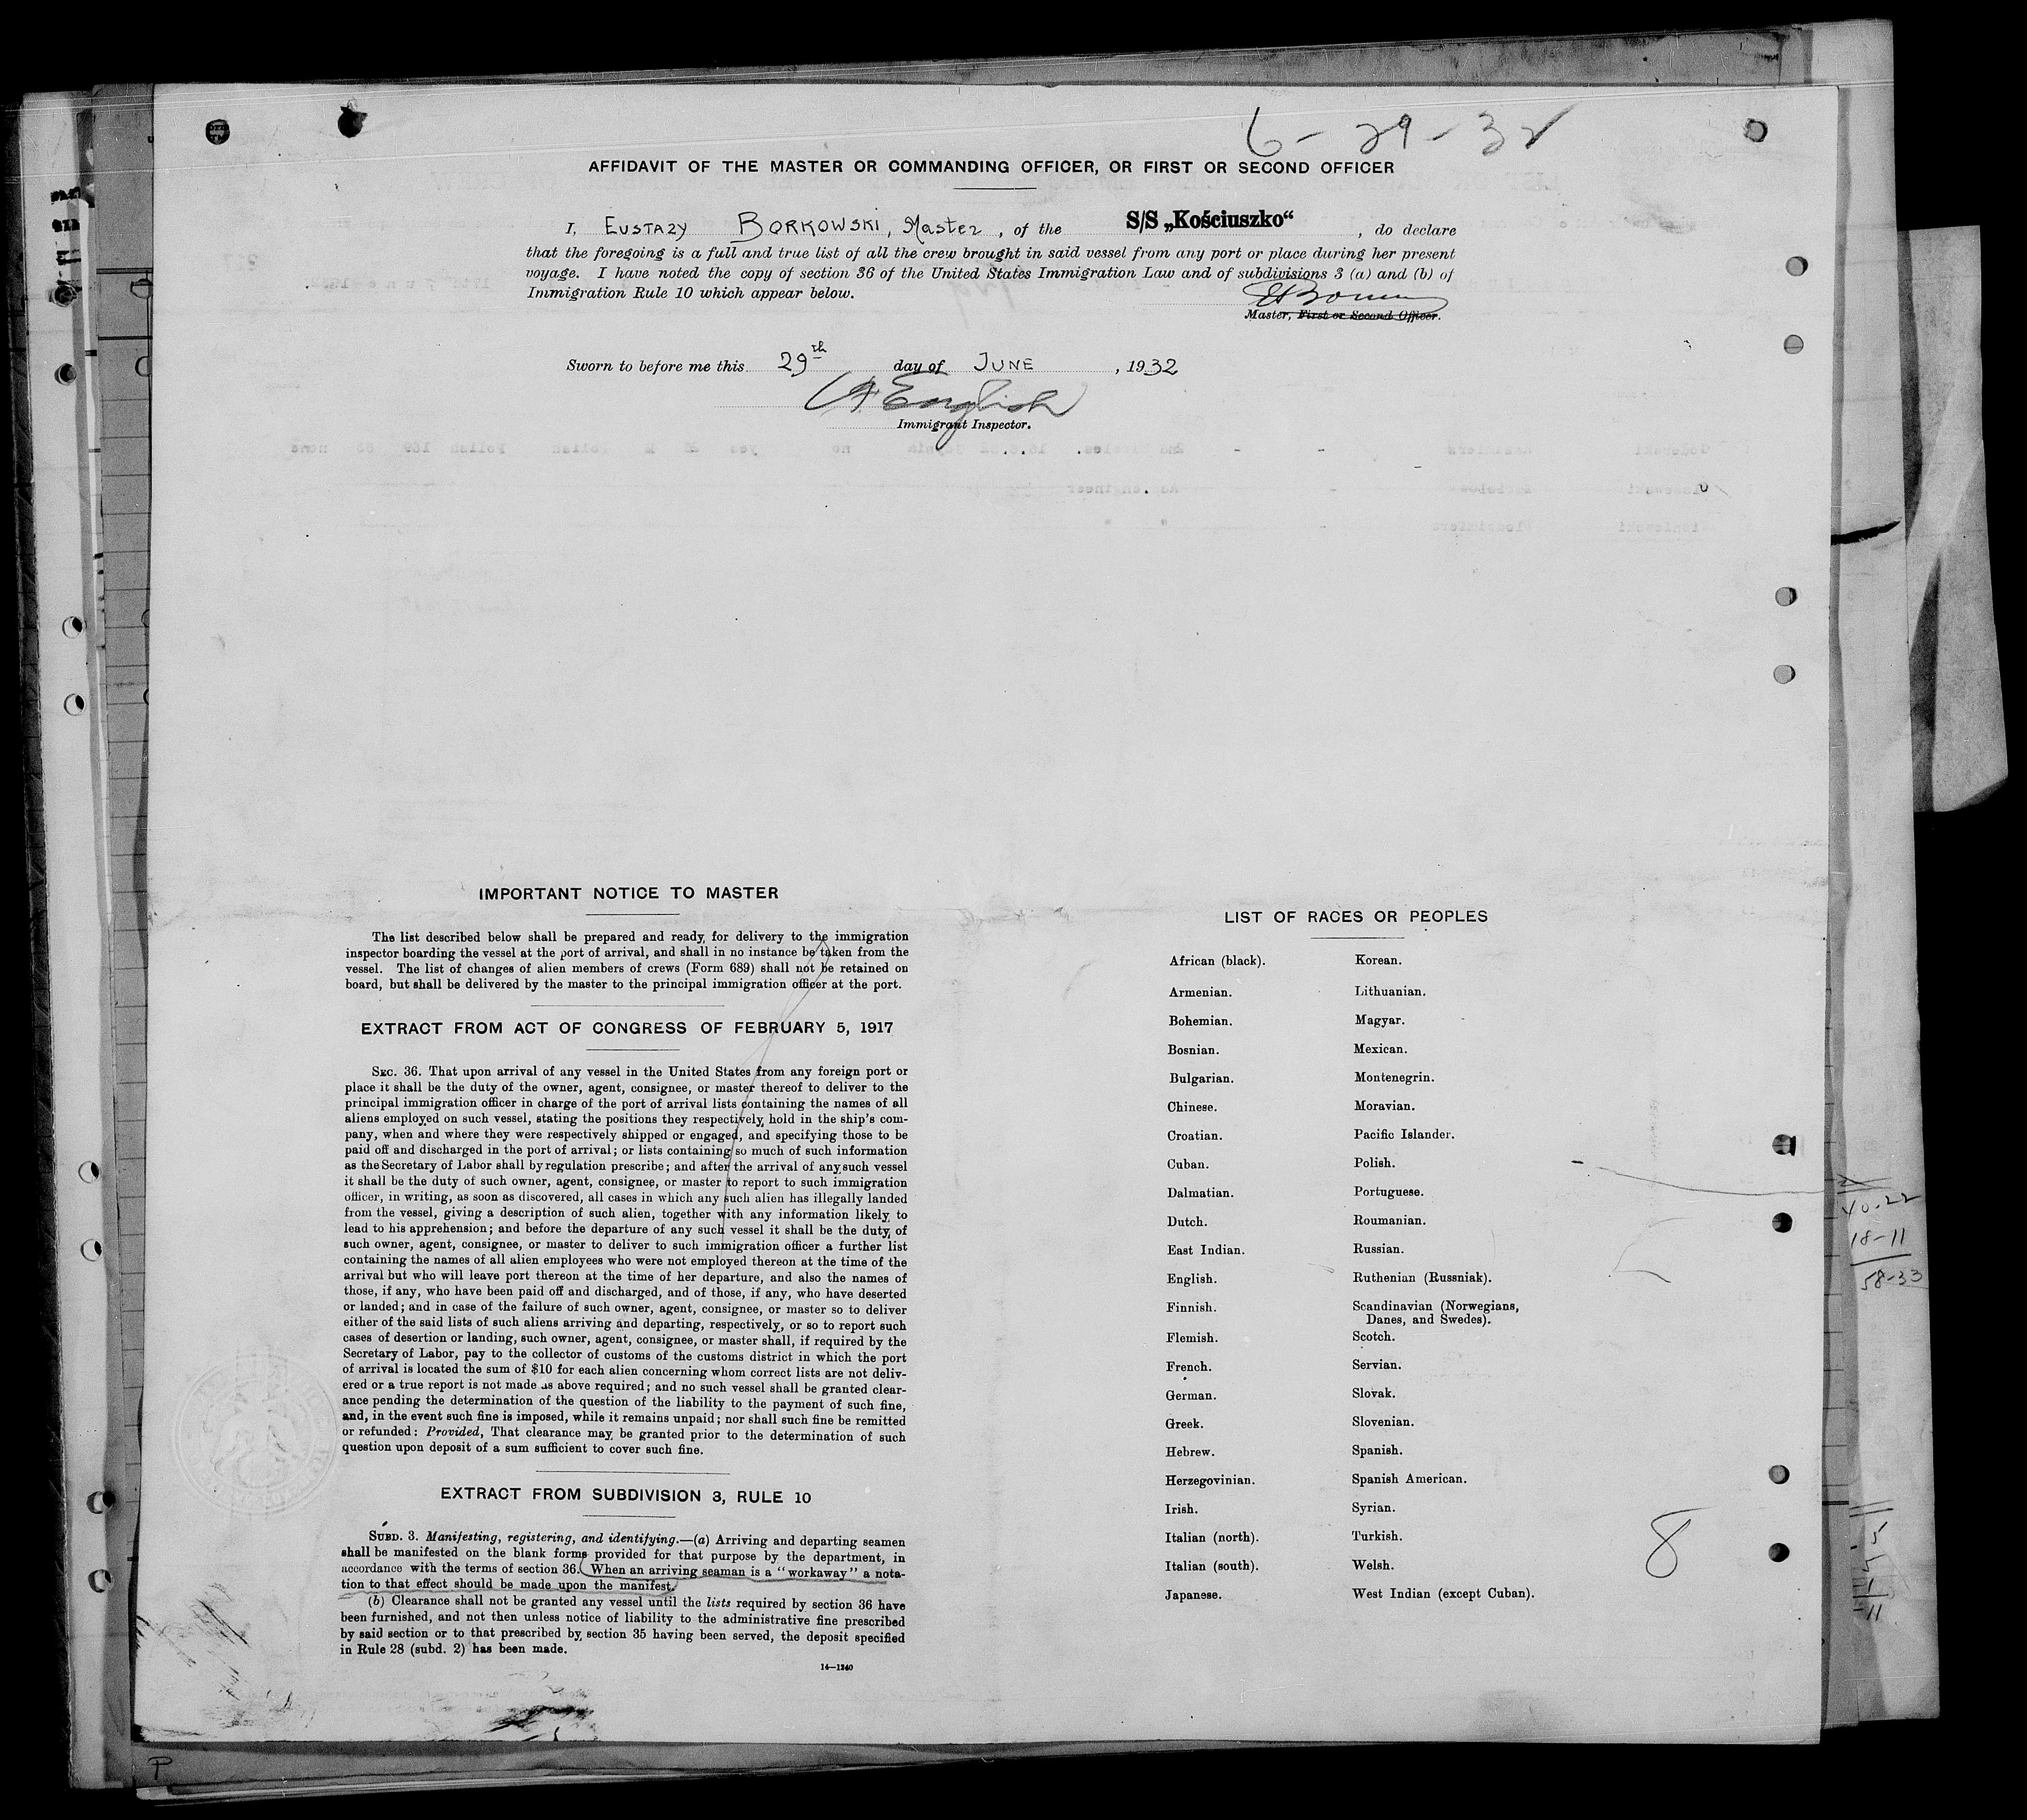 6-29-32
AFFIDAVIT OF THE MASTER OR COMMANDING OFFICER, OR FIRST OR SECOND OFFICER
I, EUSTAZY BORKOWSKI, Master, of the S/S „Kościuszko“, do declare
that the foregoing is a full and true list of all the crew brought in said vessel from any port or place during her present
voyage. I have noted the copy of section 36 of the United States Immigration Law and of subdivisions 3 (a) and (b) of
Immigration Rule 10 which appear below.
Master, First or Second Officer.
Sworn to before me this 29th day of JUNE, 1932
English
Immigrant Inspector.
IMPORTANT NOTICE TO MASTER
The list described below shall be prepared and ready, for delivery to the immigration
inspector boarding the vessel at the port of arrival, and shall in no instance be taken from the
vessel. The list of changes of alien members of crews (Form 689) shall not be retained on
board, but shall be delivered by the master to the principal immigration officer at the port.
EXTRACT FROM ACT OF CONGRESS OF FEBRUARY 5, 1917
SEC. 36. That upon arrival of any vessel in the United States from any foreign port or
place it shall be the duty of the owner, agent, consignee, or master thereof to deliver to the
principal immigration officer in charge of the port of arrival lists containing the names of all
aliens employed on such vessel, stating the positions they respectively hold in the ship's com-
pany, when and where they were respectively shipped or engaged, and specifying those to be
paid off and discharged in the port of arrival; or lists containing so much of such information
as the Secretary of Labor shall by regulation prescribe; and after the arrival of any such vessel
it shall be the duty of such owner, agent, consignee, or master to report to such immigration
officer, in writing, as soon as discovered, all cases in which any such alien has illegally landed
from the vessel, giving a description of such alien, together with any information likely to
lead to his apprehension; and before the departure of any such vessel it shall be the duty of
such owner, agent, consignee, or master to deliver to such immigration officer a further list
containing the names of all alien employees who were not employed thereon at the time of the
arrival but who will leave port thereon at the time of her departure, and also the names of
those, if any, who have been paid off and discharged, and of those, if any, who have deserted
or landed; and in case of the failure of such owner, agent, consignee, or master so to deliver
either of the said lists of such aliens arriving and departing, respectively, or so to report such
cases of desertion or landing, such owner, agent, consignee, or master shall, if required by the
Secretary of Labor, pay to the collector of customs of the customs district in which the port
of arrival is located the sum of $10 for each alien concerning whom correct lists are not deliv-
ered or a true report is not made as above required; and no such vessel shall be granted clear-
ance pending the determination of the question of the liability to the payment of such fine,
and, in the event such fine is imposed, while it remains unpaid; nor shall such fine be remitted
or refunded: Provided, That clearance may be granted prior to the determination of such
question upon deposit of a sum sufficient to cover such fine.
EXTRACT FROM SUBDIVISION 3, RULE 10
SUBD. 3. Manifesting, registering, and identifying.—(a) Arriving and departing seamen
shall be manifested on the blank forms provided for that purpose by the department, in
accordance with the terms of section 36. When an arriving seaman is a "workaway" a nota-
tion to that effect should be made upon the manifest.
(b) Clearance shall not be granted any vessel until the lists required by section 36 have
been furnished, and not then unless notice of liability to the administrative fine prescribed
by said section or to that prescribed by section 35 having been served, the deposit specified
in Rule 28 (subd. 2) has been made.
14—1240
LIST OF RACES OR PEOPLES
African (black).
Armenian.
Bohemian.
Bosnian.
Bulgarian.
Chinese.
Croatian.
Cuban.
Dalmatian.
Dutch.
East Indian.
English.
Finnish.
Flemish.
French.
German.
Greek.
Hebrew.
Herzegovinian.
Irish.
Italian (north).
Italian (south).
Japanese.
Korean.
Lithuanian.
Magyar.
Mexican.
Montenegrin.
Moravian.
Pacific Islander.
Polish.
Portuguese.
Roumanian.
Russian.
Ruthenian (Russniak).
Scandinavian (Norwegians,
Danes, and Swedes).
Scotch.
Servian.
Slovak.
Slovenian.
Spanish.
Spanish American.
Syrian.
Turkish.
Welsh.
West Indian (except Cuban).
8
40-22
18-11
58-33
P